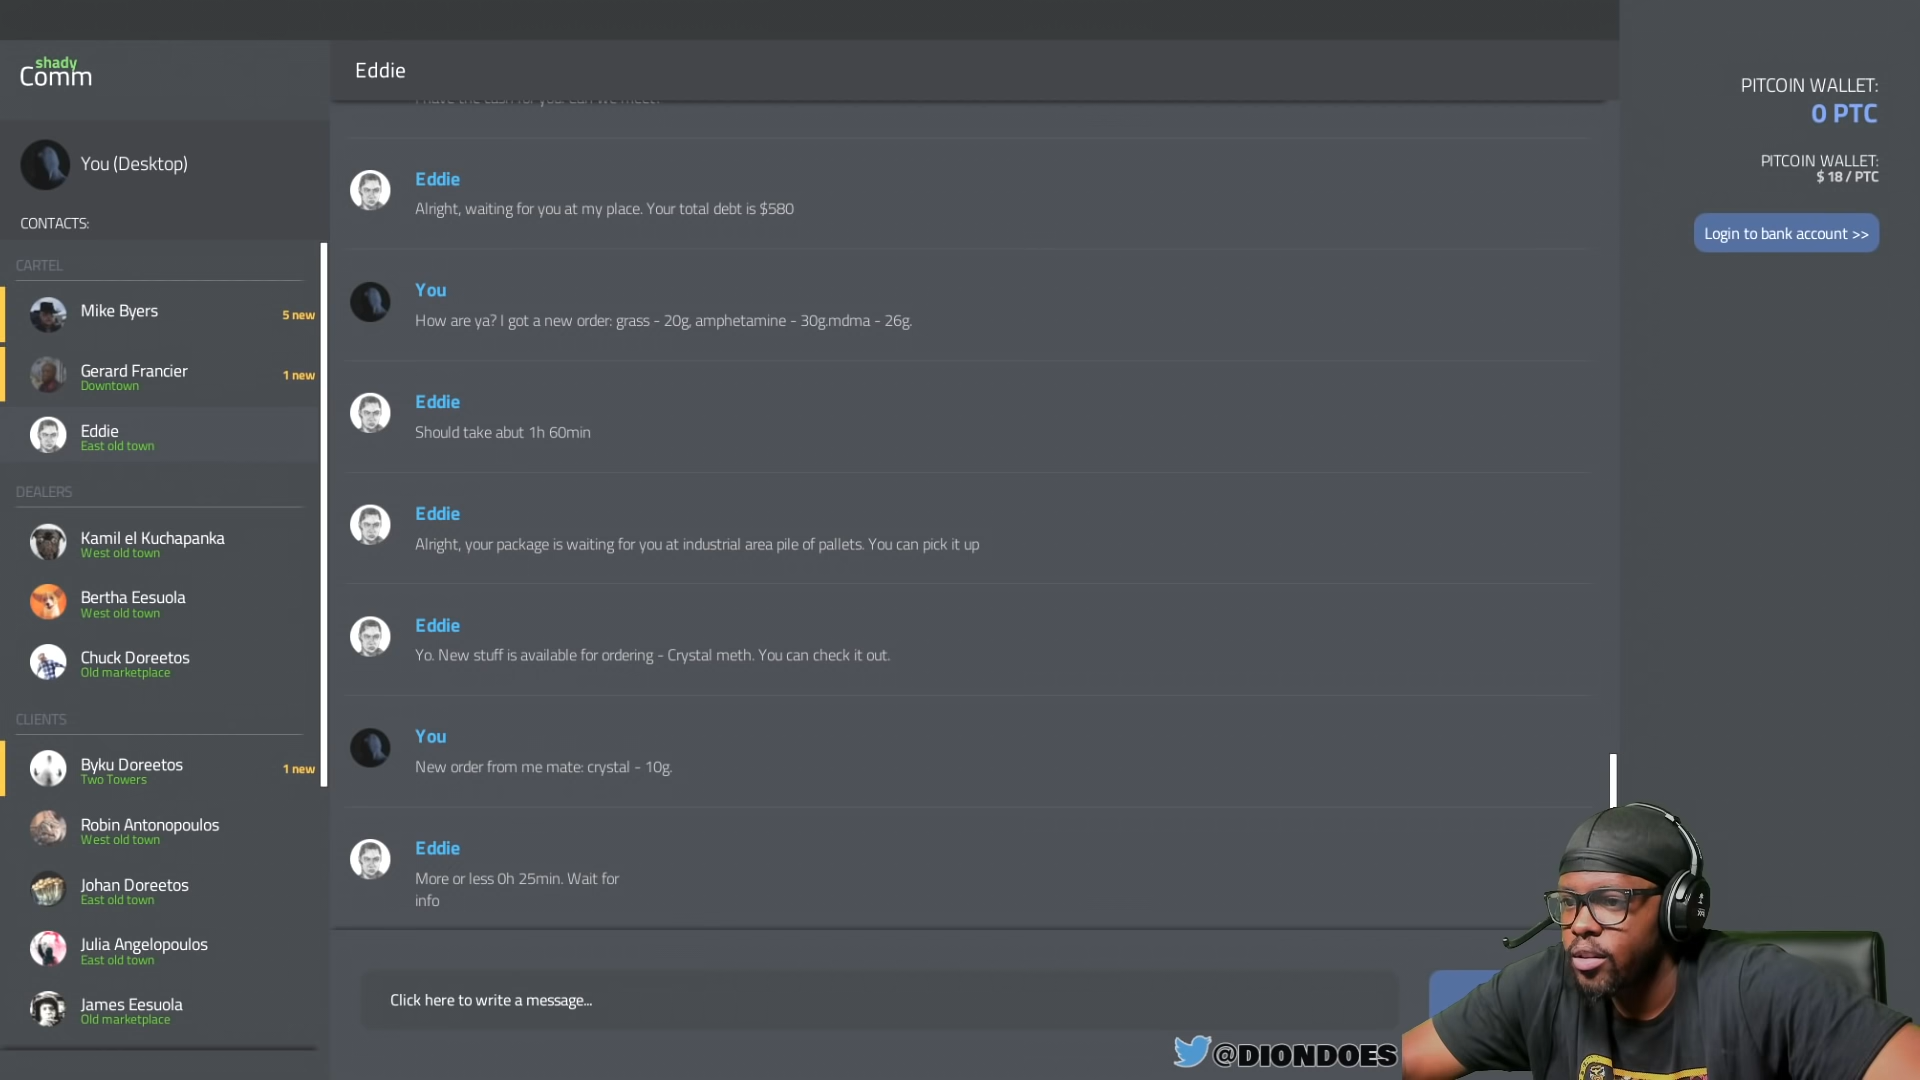 shady
Comm
Eddie
PITCOIN WALLET:
0 PTC
PITCOIN WALLET:
$ 18 / PTC
Login to bank account >>
You (Desktop)
CONTACTS:
CARTEL
Mike Byers
5 new
Gerard Francier
Downtown
1 new
Eddie
East old town
DEALERS
Kamil el Kuchapanka
West old town
Bertha Eesuola
West old town
Chuck Doreetos
Old marketplace
CLIENTS
Byku Doreetos
Two Towers
1 new
Robin Antonopoulos
West old town
Johan Doreetos
East old town
Julia Angelopoulos
East old town
James Eesuola
Old marketplace
I have the cash for you. Can we meet?
Eddie
Alright, waiting for you at my place. Your total debt is $580
You
How are ya? I got a new order: grass - 20g, amphetamine - 30g.mdma - 26g.
Eddie
Should take abut 1h 60min
Eddie
Alright, your package is waiting for you at industrial area pile of pallets. You can pick it up
Eddie
Yo. New stuff is available for ordering - Crystal meth. You can check it out.
You
New order from me mate: crystal - 10g.
Eddie
More or less 0h 25min. Wait for
info
Click here to write a message...
@DIONDOES